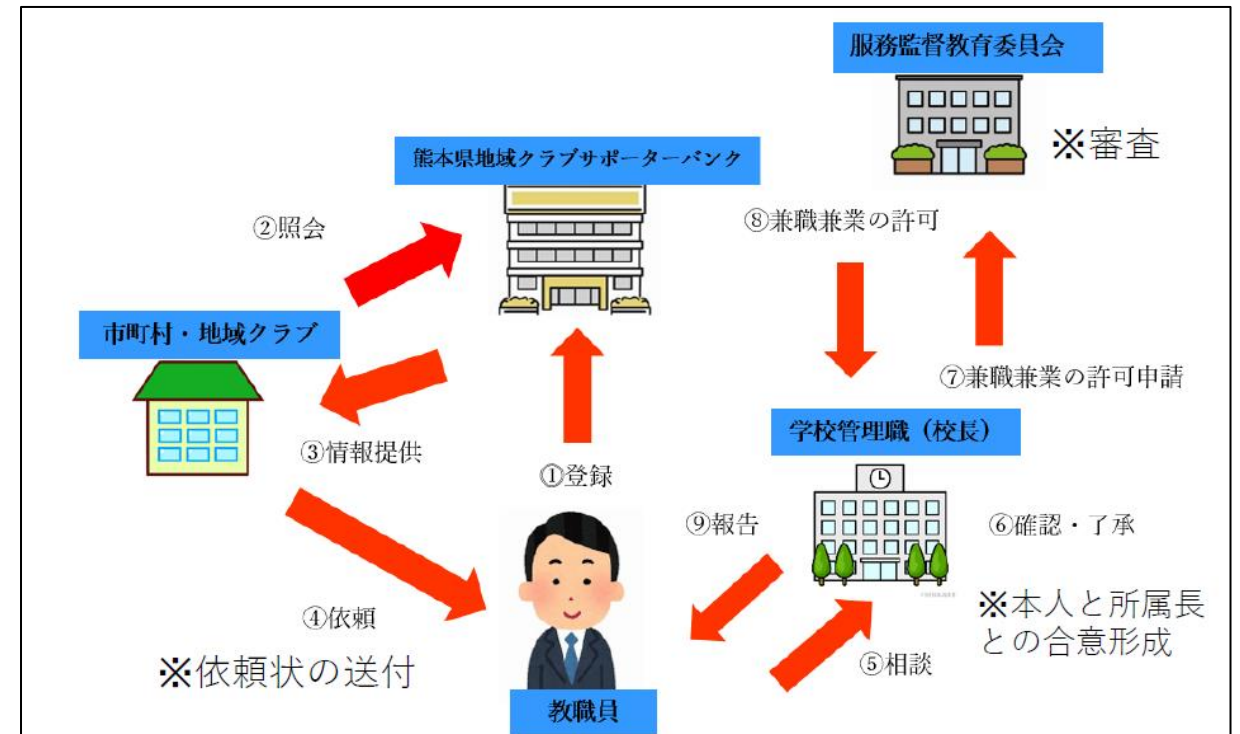 服務監督教育委員会
※審査
熊本県地域クラブサポーターバンク
②照会
⑧兼職兼業の許可
市町村・地域クラブ
⑦兼職兼業の許可申請
学校管理職（校長）
③情報提供
①登録
⑨報告
⑥確認・了承
④依頼
※本人と所属長
との合意形成
※依頼状の送付
⑤相談
教職員